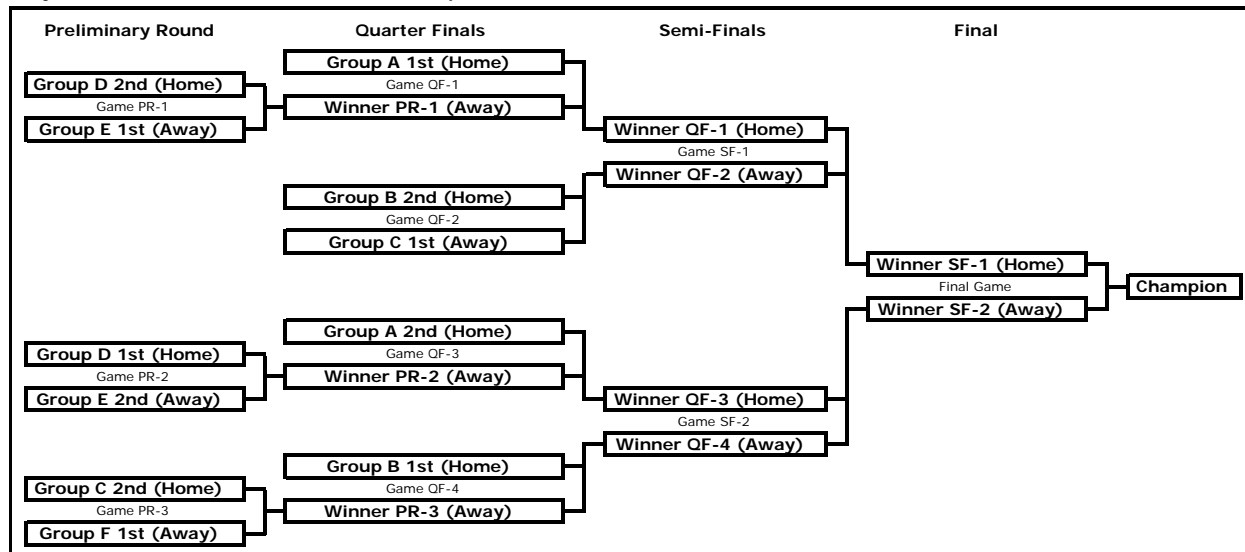 Preliminary Round
Quarter Finals
Semi-Finals
Final
Group A 1st (Home)
Group D 2nd (Home)
Game QF-1
Game PR-1
Winner PR-1 (Away)
Group E 1st (Away)
Winner QF-1 (Home)
Game SF-1
Winner QF-2 (Away)
Group B 2nd (Home)
Game QF-2
Group C 1st (Away)
Winner SF-1 (Home)
Final Game
Champion
Winner SF-2 (Away)
Group A 2nd (Home)
Group D 1st (Home)
Game QF-3
Game PR-2
Winner PR-2 (Away)
Group E 2nd (Away)
Winner QF-3 (Home)
Game SF-2
Winner QF-4 (Away)
Group B 1st (Home)
Group C 2nd (Home)
Game QF-4
Game PR-3
Winner PR-3 (Away)
Group F 1st (Away)